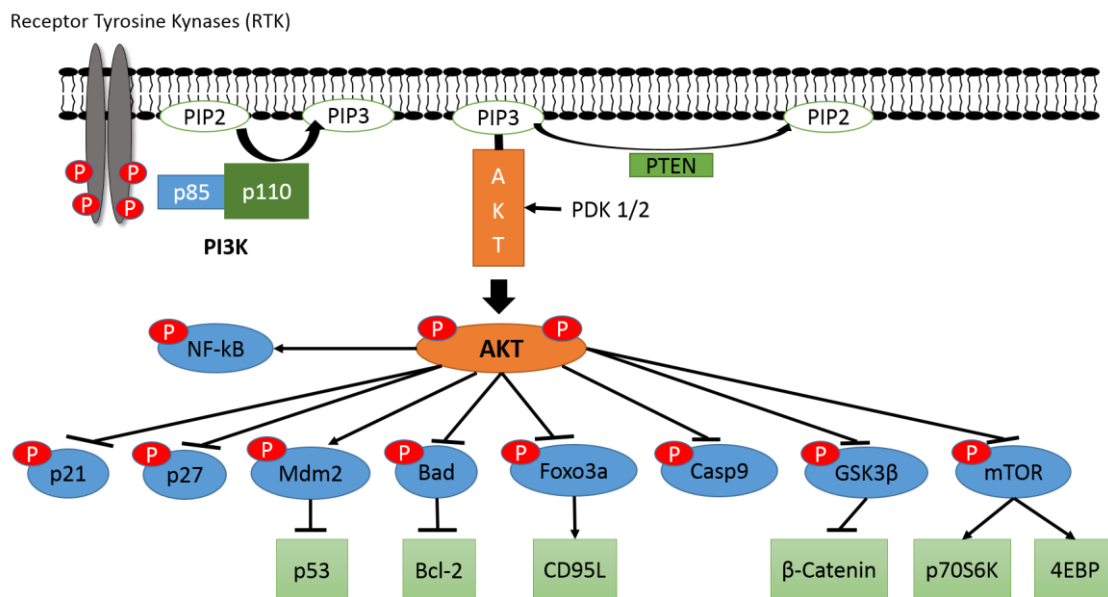 Receptor Tyrosine Kynases (RTK)
PIP2
PIP3
PIP3
PIP2
P
P
P
P
p85
p110
PI3K
A
K
T
PTEN
PDK 1/2
P
P
P
NF-kB
AKT
P
p21
P
p27
P
Mdm2
P
Bad
P
Foxo3a
P
Casp9
P
GSK3β
P
mTOR
p53
Bcl-2
CD95L
β-Catenin
p70S6K
4EBP